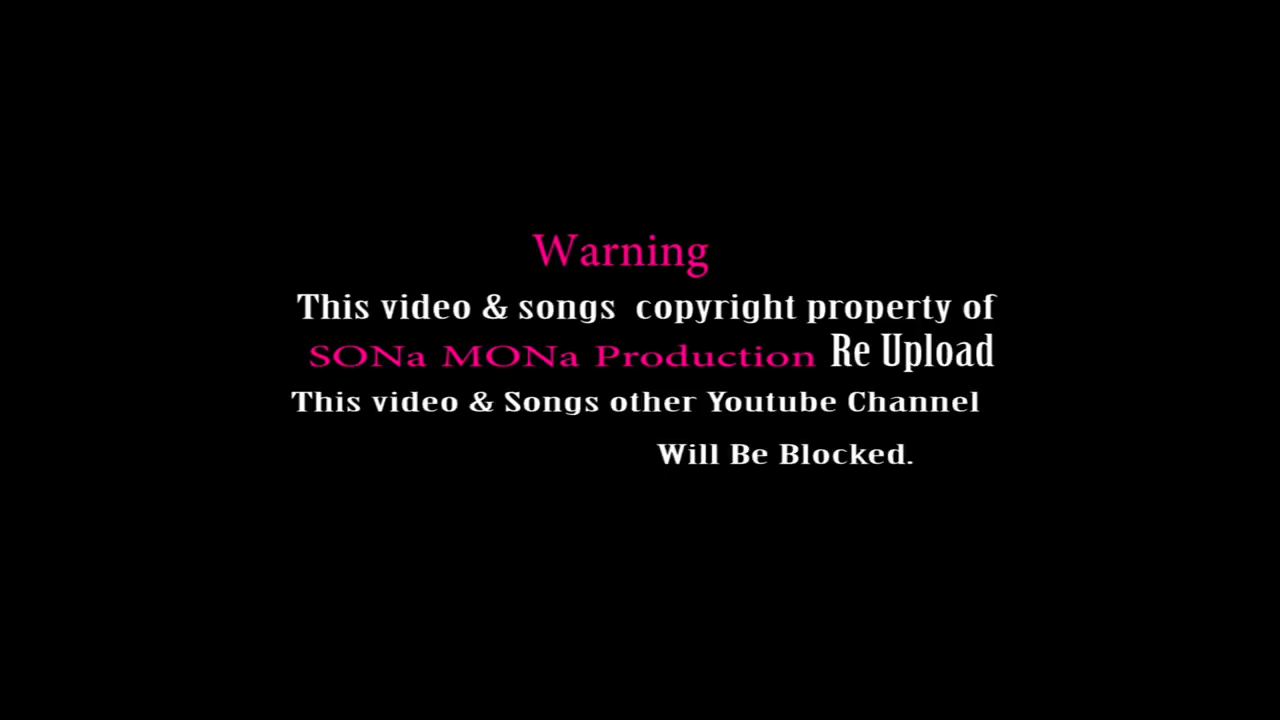 Warning
This video & songs copyright property of
SONa MONa Production Re Upload
This video & Songs other Youtube Channel
Will Be Blocked.